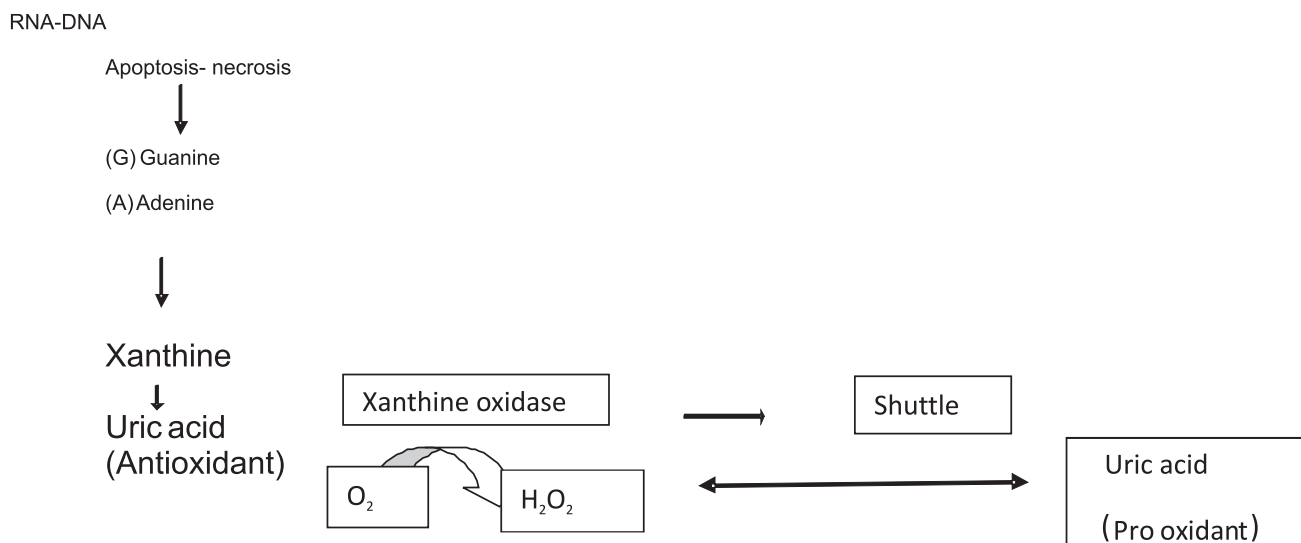 RNA-DNA
Apoptosis- necrosis
(G) Guanine
(A) Adenine
Xanthine
Uric acid
(Antioxidant)
Xanthine oxidase
O₂
H₂O₂
Shuttle
Uric acid
(Pro oxidant)